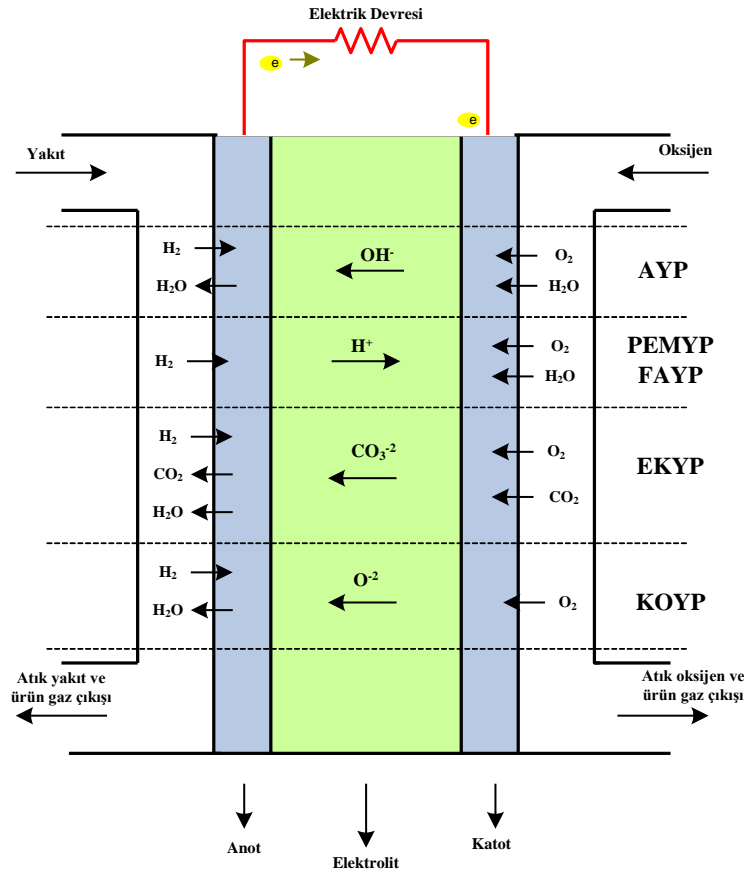 Elektrik Devresi
e
e
Yakıt
Oksijen
H₂
OH⁻
O₂
AYP
H₂O
H₂O
H₂
H⁺
O₂
H₂O
PEMYP
FAYP
H₂
CO₂
H₂O
CO₃⁻²
O₂
CO₂
EKYP
H₂
H₂O
O⁻²
O₂
KOYP
Atık yakıt ve
ürün gaz çıkışı
Atık oksijen ve
ürün gaz çıkışı
Anot
Elektrolit
Katot